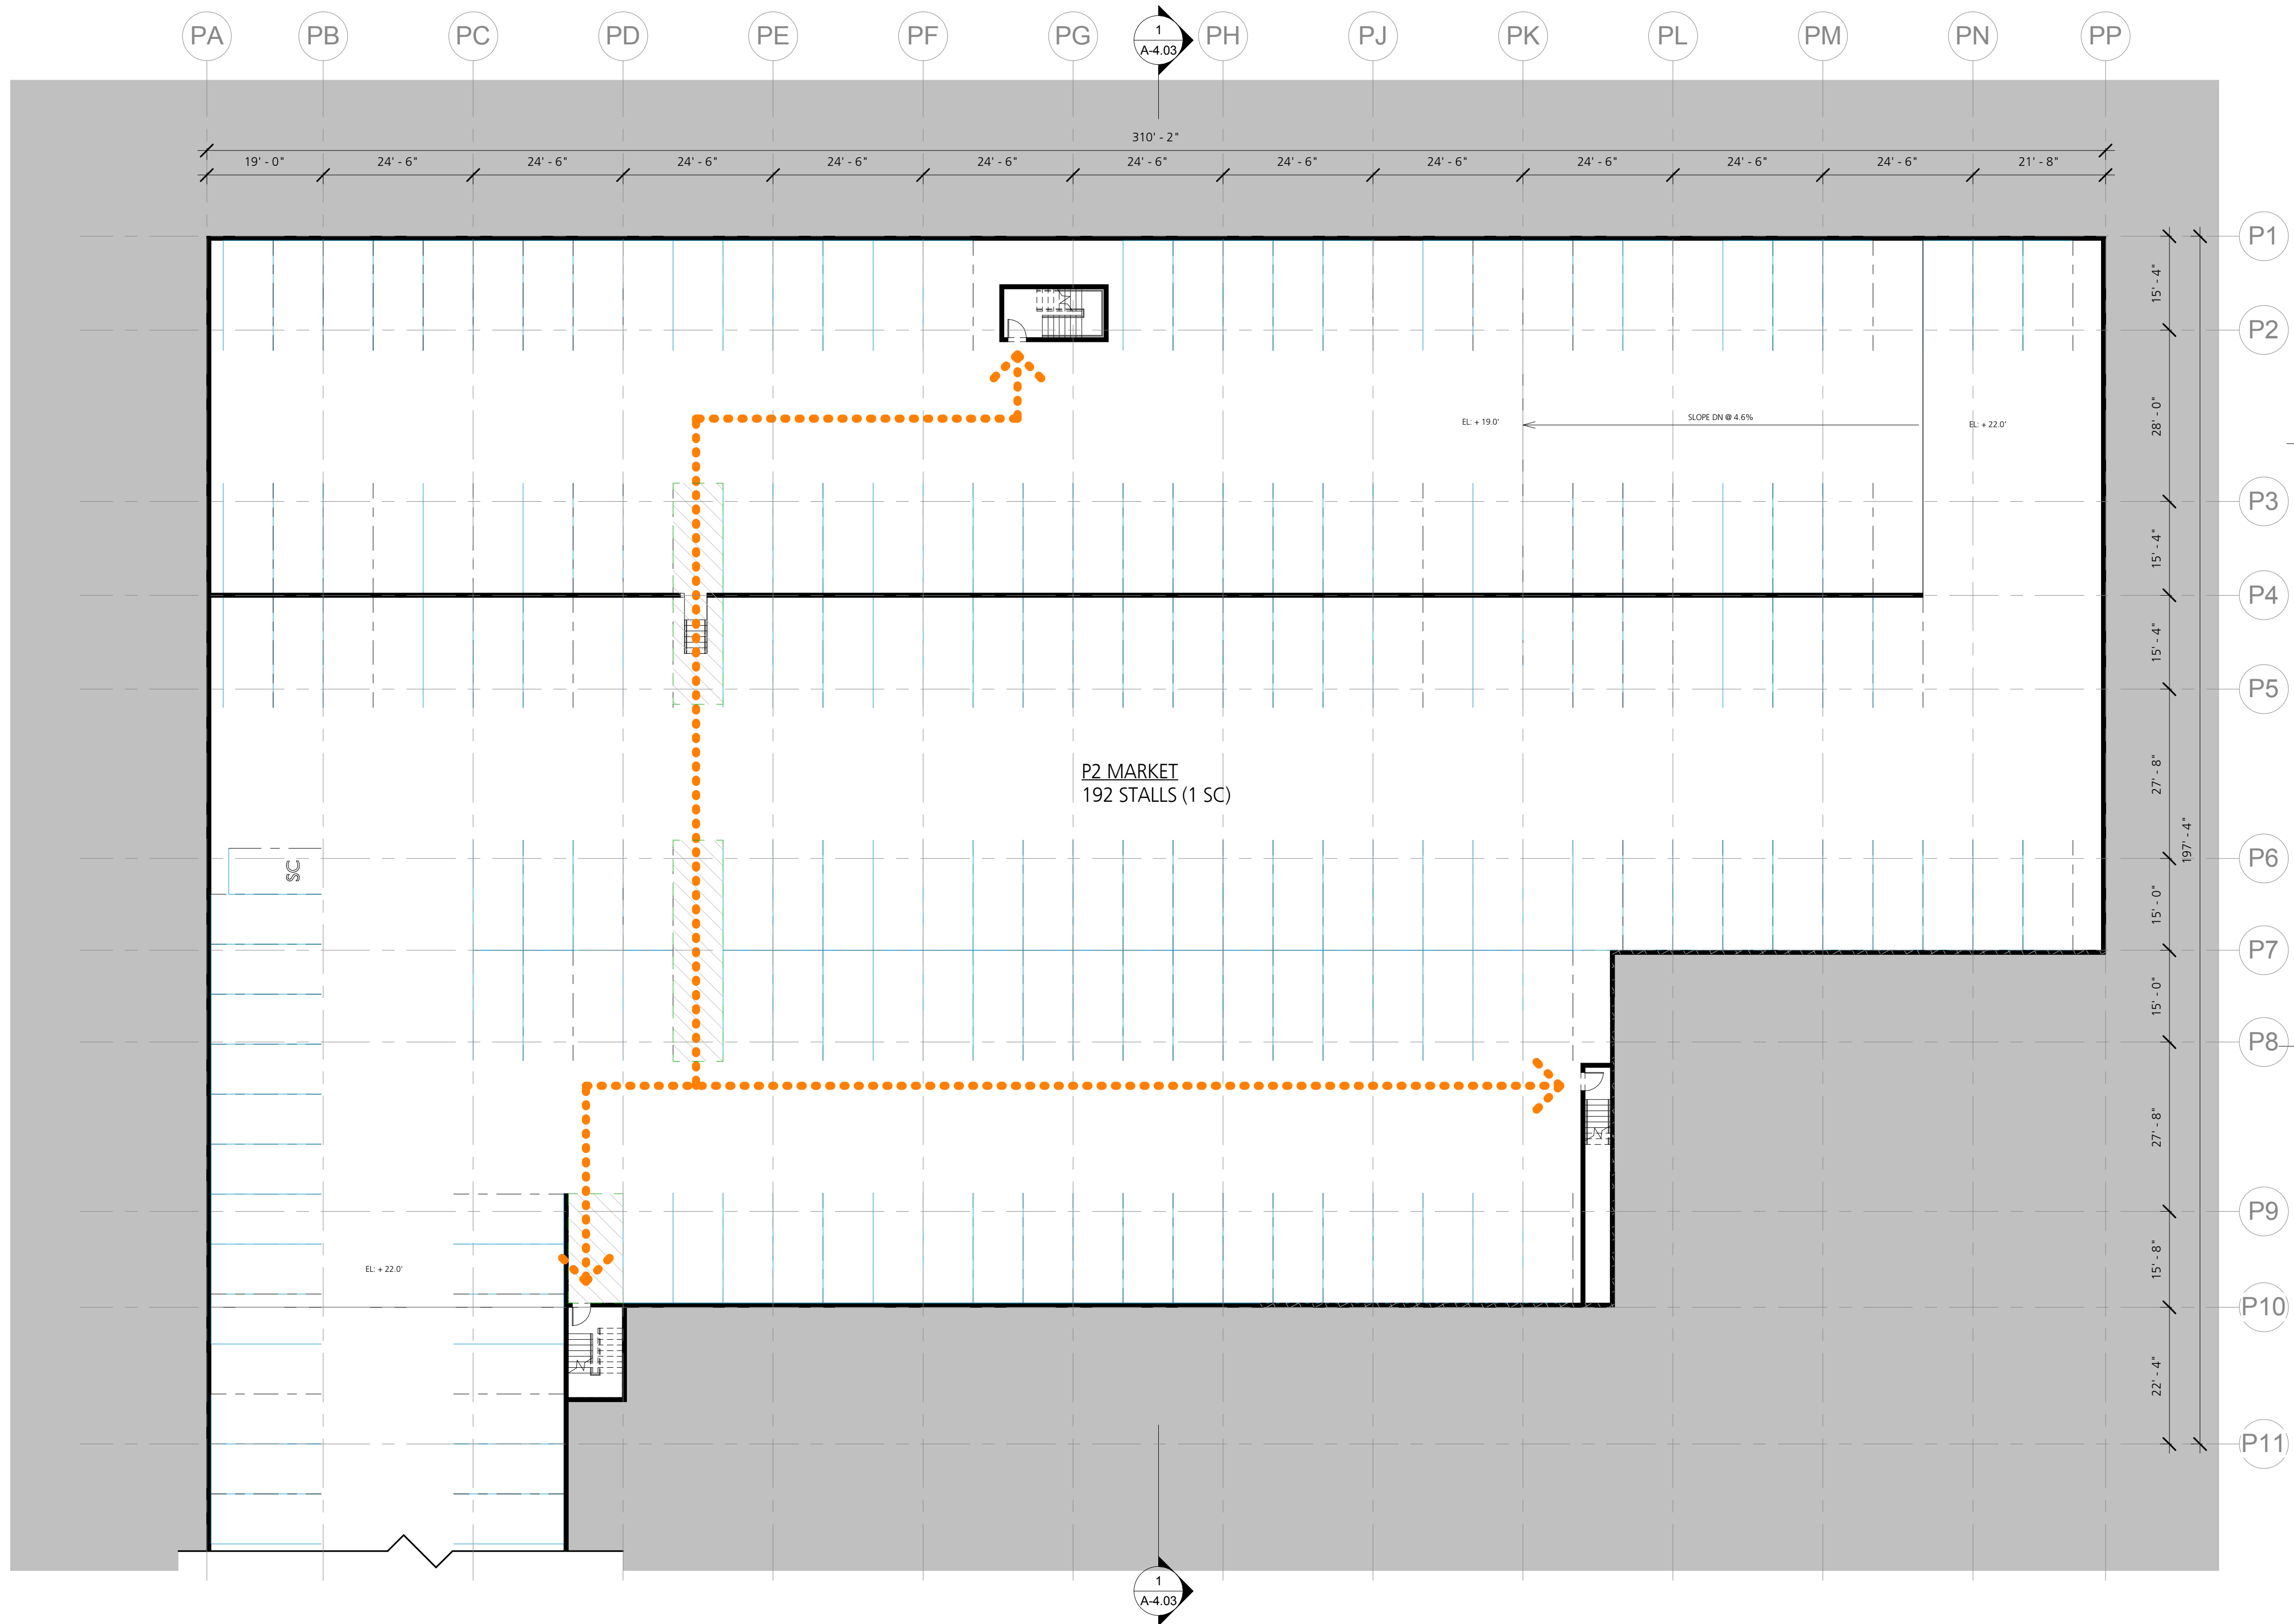 PA
PB
PC
PD
PE
PF
PG
1
A-4.03
PH
PJ
PK
PL
PM
PN
PP
310' - 2"
19' - 0"
24' - 6"
24' - 6"
24' - 6"
24' - 6"
24' - 6"
24' - 6"
24' - 6"
24' - 6"
24' - 6"
24' - 6"
24' - 6"
21' - 8"
P1
15' - 4"
P2
28' - 0"
EL: + 19.0'
SLOPE DN @ 4.6%
EL: + 22.0'
P3
15' - 4"
P4
15' - 4"
P5
27' - 8"
P2 MARKET
192 STALLS (1 SC)
197' - 4"
SC
P6
15' - 0"
P7
15' - 0"
P8
27' - 8"
P9
EL: + 22.0'
15' - 8"
P10
22' - 4"
P11
1
A-4.03